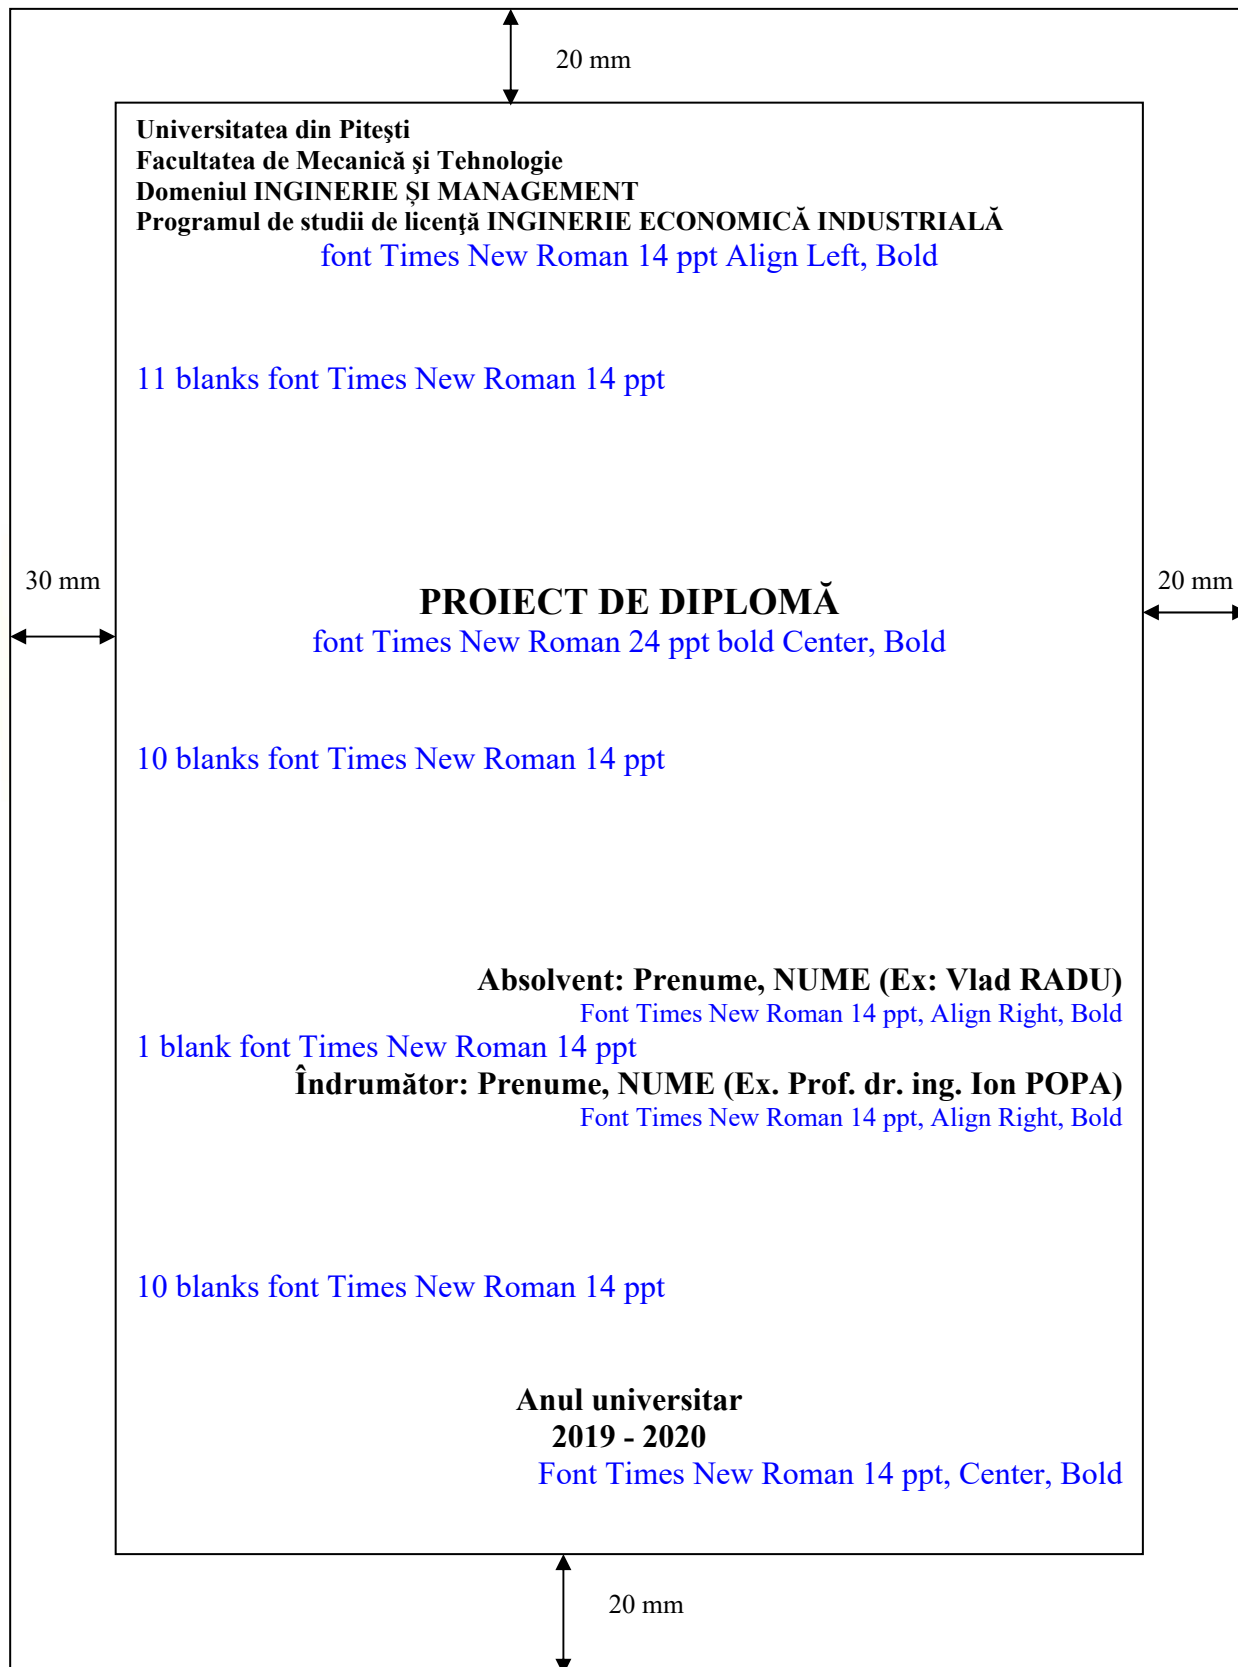 20 mm
Universitatea din Piteşti
Facultatea de Mecanică şi Tehnologie
Domeniul INGINERIE ȘI MANAGEMENT
Programul de studii de licenţă INGINERIE ECONOMICĂ INDUSTRIALĂ
font Times New Roman 14 ppt Align Left, Bold
11 blanks font Times New Roman 14 ppt
30 mm
20 mm
PROIECT DE DIPLOMĂ
font Times New Roman 24 ppt bold Center, Bold
10 blanks font Times New Roman 14 ppt
Absolvent: Prenume, NUME (Ex: Vlad RADU)
Font Times New Roman 14 ppt, Align Right, Bold
1 blank font Times New Roman 14 ppt
Îndrumător: Prenume, NUME (Ex. Prof. dr. ing. Ion POPA)
Font Times New Roman 14 ppt, Align Right, Bold
10 blanks font Times New Roman 14 ppt
Anul universitar
2019 - 2020
Font Times New Roman 14 ppt, Center, Bold
20 mm